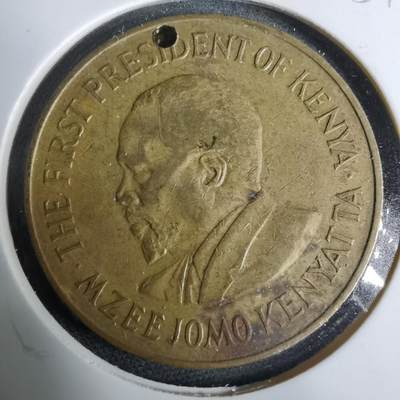 · THE FIRST PRESIDENT OF KENYA ·
MZEE JOMO KENYATTA